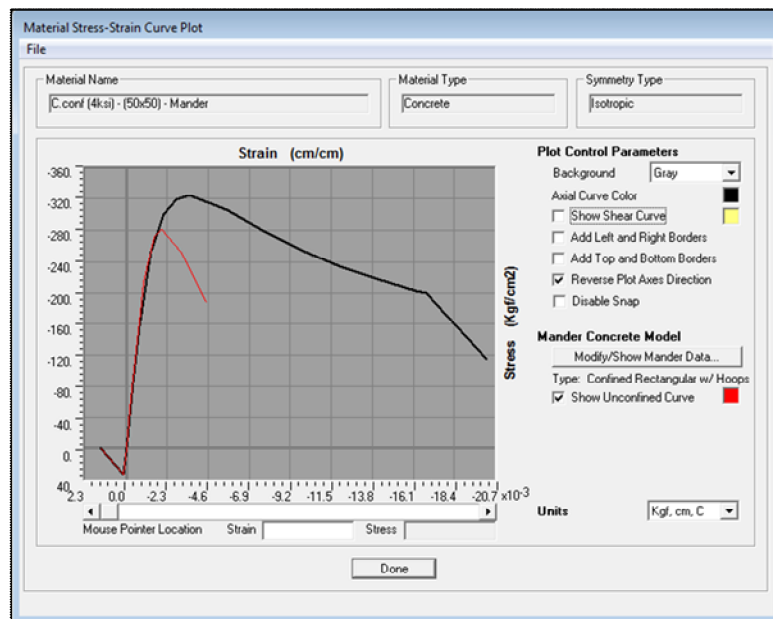 Material Stress-Strain Curve Plot
File
Material Name
C.conf (4ksi) - (50x50) - Mander
Material Type
Concrete
Symmetry Type
Isotropic
Strain (cm/cm)
-360.
-320.
-280.
-240.
-200.
-160.
-120.
-80.
-40.
0.
40.
2.3 0.0 -2.3 -4.6 -6.9 -9.2 -11.5 -13.8 -16.1 -18.4 -20.7 x10-3
Stress (Kgf/cm2)
Mouse Pointer Location Strain Stress
Plot Control Parameters
Background Gray
Axial Curve Color
Show Shear Curve
Add Left and Right Borders
Add Top and Bottom Borders
Reverse Plot Axes Direction
Disable Snap
Mander Concrete Model
Modify/Show Mander Data...
Type: Confined Rectangular w/ Hoops
Show Unconfined Curve
Units Kgf, cm, C
Done